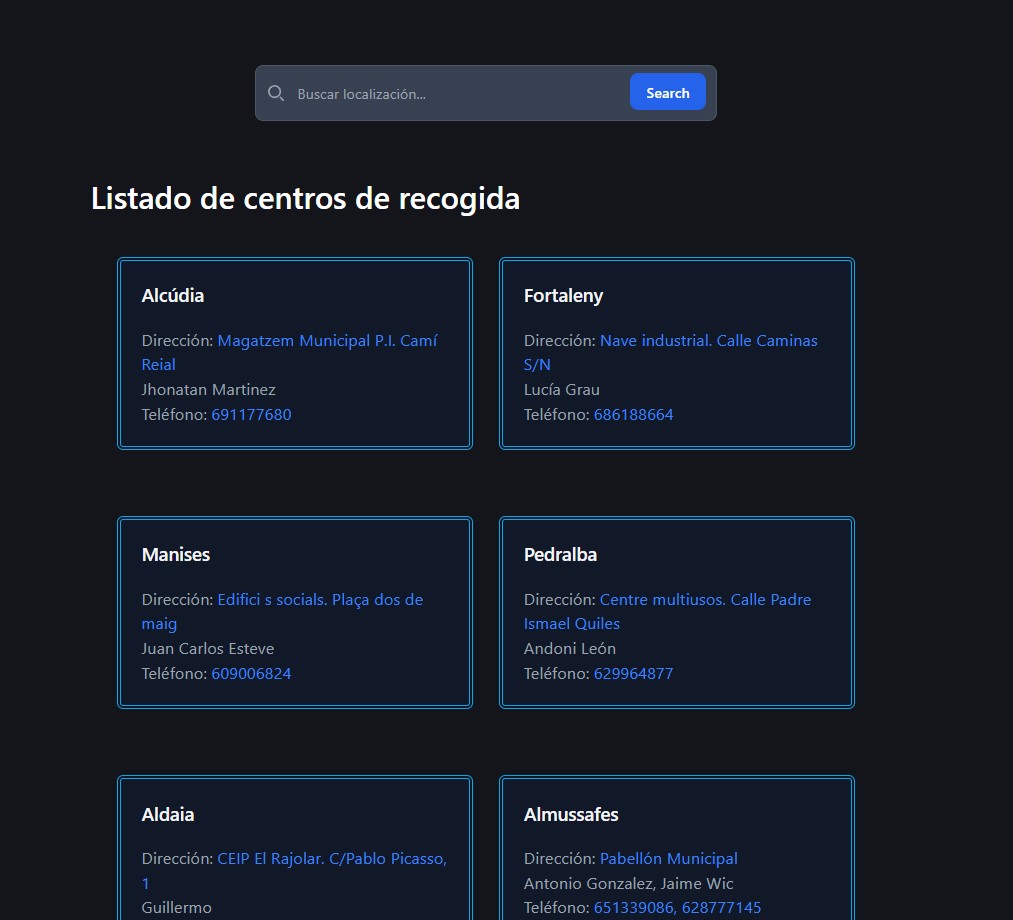 Buscar localización...
Search
Listado de centros de recogida
Alcúdia
Dirección: Magatzem Municipal P.I. Camí
Reial
Jhonatan Martinez
Teléfono: 691177680
Fortaleny
Dirección: Nave industrial. Calle Caminas
S/N
Lucía Grau
Teléfono: 686188664
Manises
Dirección: Edifici s socials. Plaça dos de
maig
Juan Carlos Esteve
Teléfono: 609006824
Pedralba
Dirección: Centre multiusos. Calle Padre
Ismael Quiles
Andoni León
Teléfono: 629964877
Aldaia
Dirección: CEIP El Rajolar. C/Pablo Picasso,
1
Guillermo
Almussafes
Dirección: Pabellón Municipal
Antonio Gonzalez, Jaime Wic
Teléfono: 651339086, 628777145